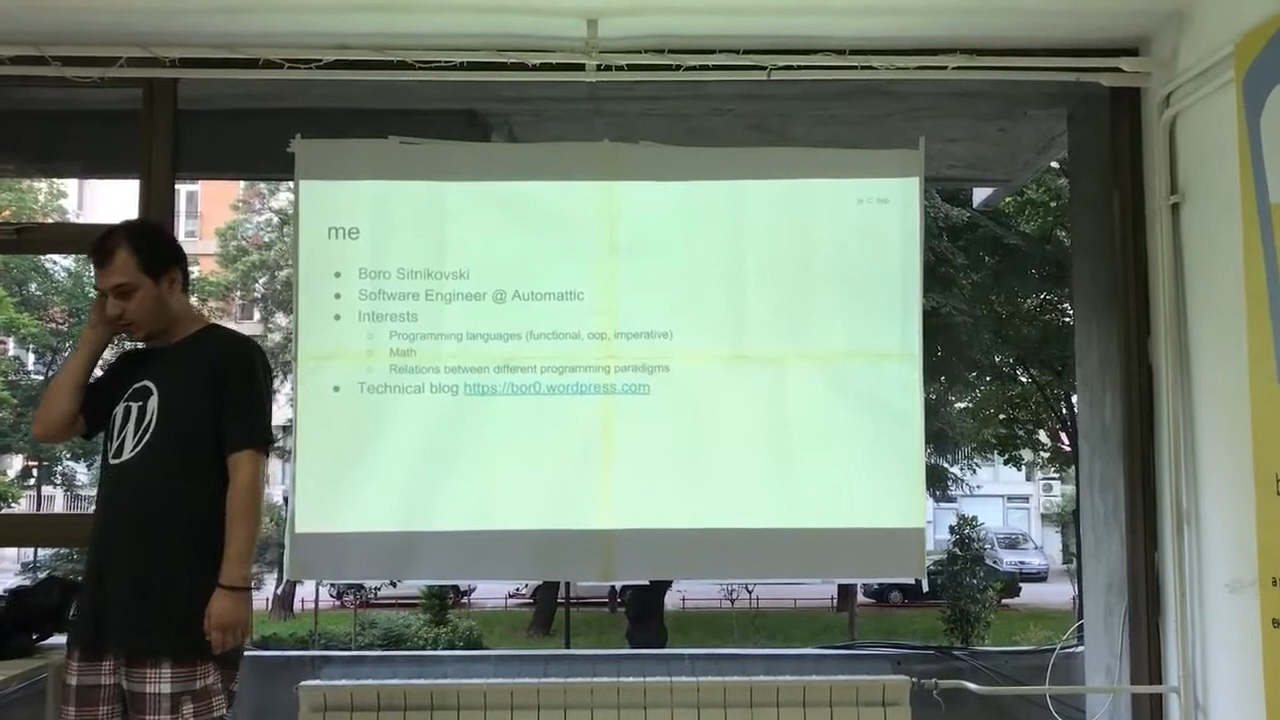 me
Boro Sitnikovski
Software Engineer @ Automattic
Interests
Programming languages (functional, oop, imperative)
Math
Relations between different programming paradigms
Technical blog https://bor0.wordpress.com
W